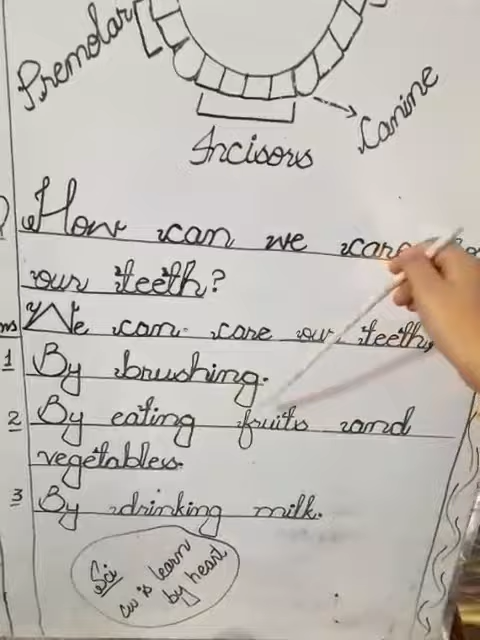 Premolar
Canine
Incisors
? How can we care
our teeth?
ns We can care our teeth,
1 By brushing.
2 By eating fruits and
vegetables.
3 By drinking milk.
Sci
cw is learn
by heart